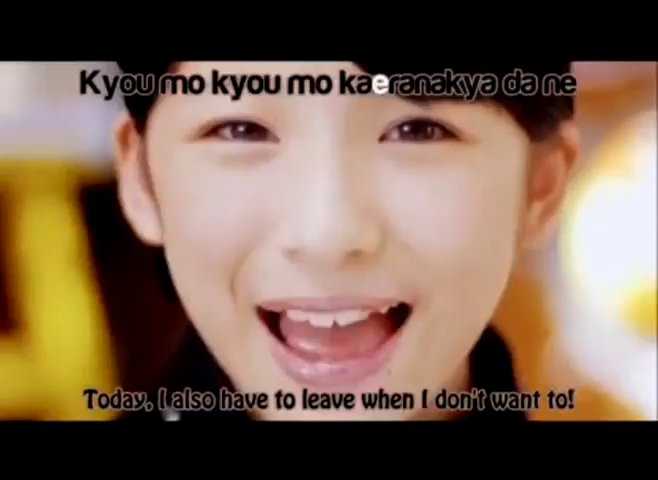 Kyou mo kyou mo kaeranakya da ne
Today, I also have to leave when I don't want to!